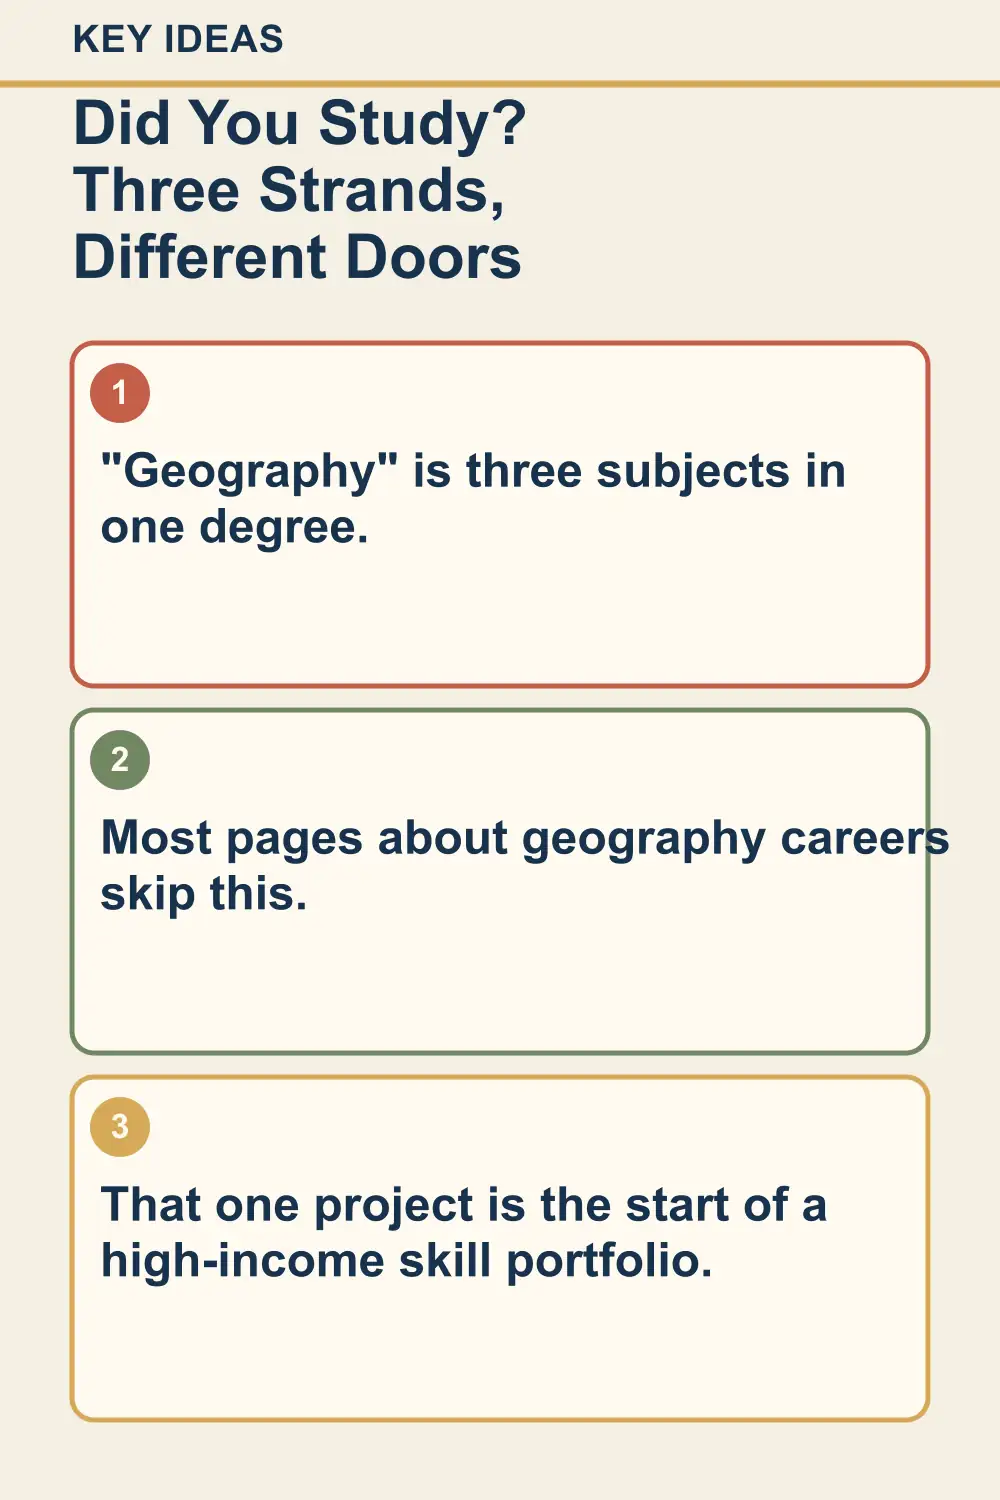 KEY IDEAS
Did You Study?
Three Strands,
Different Doors
1
"Geography" is three subjects in
one degree.
2
Most pages about geography careers
skip this.
3
That one project is the start of a
high-income skill portfolio.